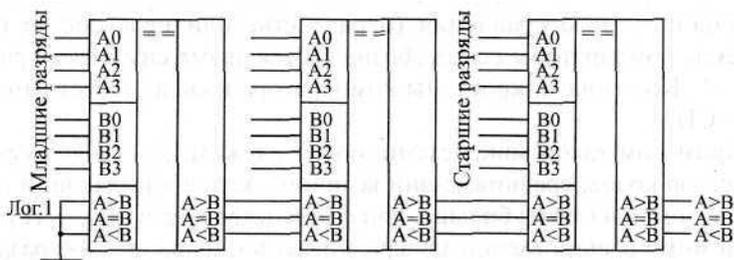 Младшие разряды
A0
A1
A2
A3
B0
B1
B2
B3
==
Лог.1
A>B
A=B
A<B
A>B
A=B
A<B
A0
A1
A2
A3
B0
B1
B2
B3
==
A>B
A=B
A<B
A>B
A=B
A<B
Старшие разряды
A0
A1
A2
A3
B0
B1
B2
B3
==
A>B
A=B
A<B
A>B
A=B
A<B
A>B
A=B
A<B